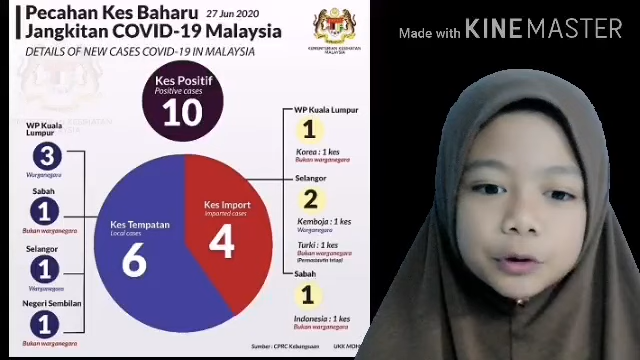 Pecahan Kes Baharu 27 Jun 2020
Jangkitan COVID-19 Malaysia
DETAILS OF NEW CASES COVID-19 IN MALAYSIA
KEMENTERIAN KESIHATAN
MALAYSIA
Made with KINEMASTER
Kes Positif
Positive cases
10
WP Kuala
Lumpur
3
Warganegara
Sabah
1
Bukan warganegara
Selangor
1
Warganegara
Negeri Sembilan
1
Bukan warganegara
Kes Tempatan
Local cases
6
Kes Import
Imported cases
4
WP Kuala Lumpur
1
Korea : 1 kes
Bukan warganegara
Selangor
2
Kemboja : 1 kes
Warganegara
Turki : 1 kes
Bukan warganegara
(Pemastautin tetap)
Sabah
1
Indonesia : 1 kes
Bukan warganegara
Sumber : CPRC Kebangsaan
UKK MOH